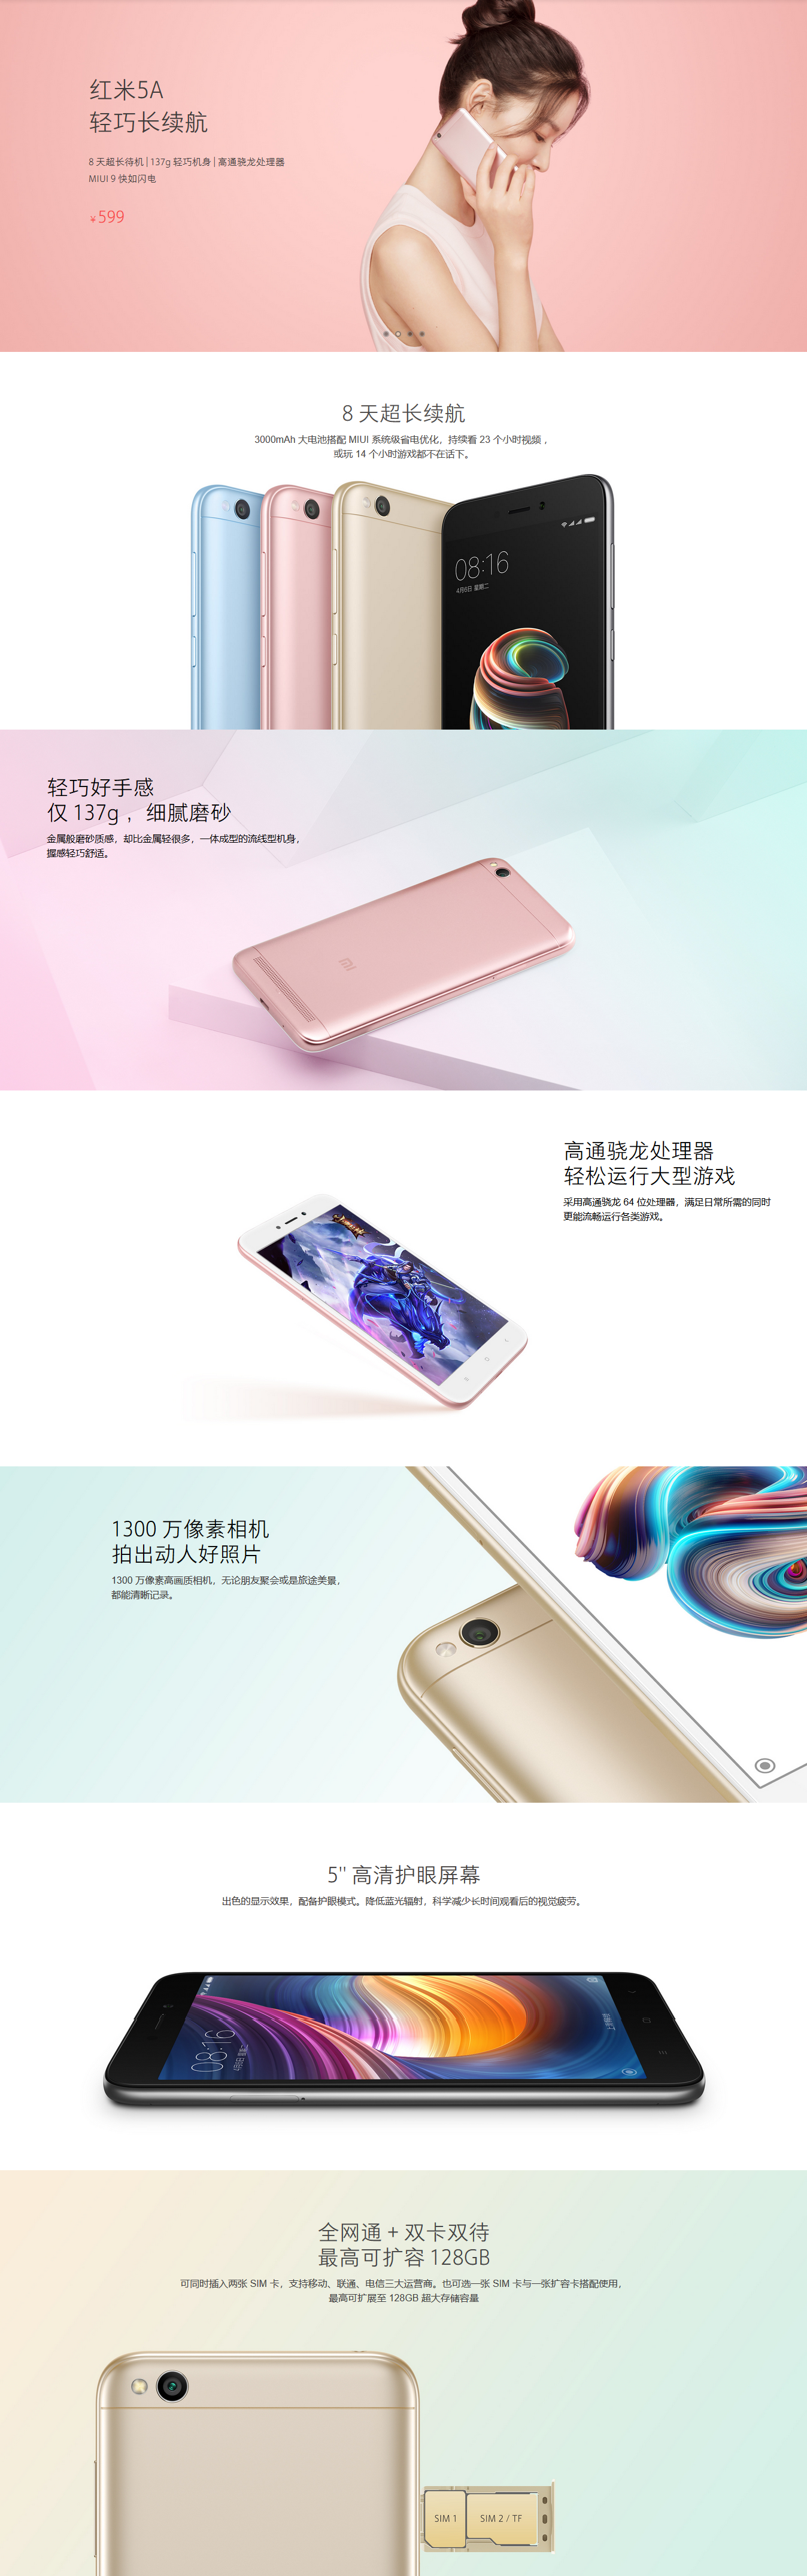 红米5A
轻巧长续航
8 天超长待机 | 137g 轻巧机身 | 高通骁龙处理器
MIUI 9 快如闪电
¥ 599
8 天超长续航
3000mAh 大电池搭配 MIUI 系统级省电优化，持续看 23 个小时视频，
或玩 14 个小时游戏都不在话下。
08:16
4月5日 星期二
轻巧好手感
仅 137g ，细腻磨砂
金属般磨砂质感，却比金属轻很多，一体成型的流线型机身，
握感轻巧舒适。
MI
高通骁龙处理器
轻松运行大型游戏
采用高通骁龙 64 位处理器，满足日常所需的同时
更能流畅运行各类游戏。
1300 万像素相机
拍出动人好照片
1300 万像素高画质相机，无论朋友聚会或是旅途美景，
都能清晰记录。
5" 高清护眼屏幕
出色的显示效果，配备护眼模式。降低蓝光辐射，科学减少长时间观看后的视觉疲劳。
08:16
全网通 + 双卡双待
最高可扩容 128GB
可同时插入两张 SIM 卡，支持移动、联通、电信三大运营商。也可选一张 SIM 卡与一张扩容卡搭配使用，
最高可扩展至 128GB 超大存储容量
SIM 1
SIM 2 / TF